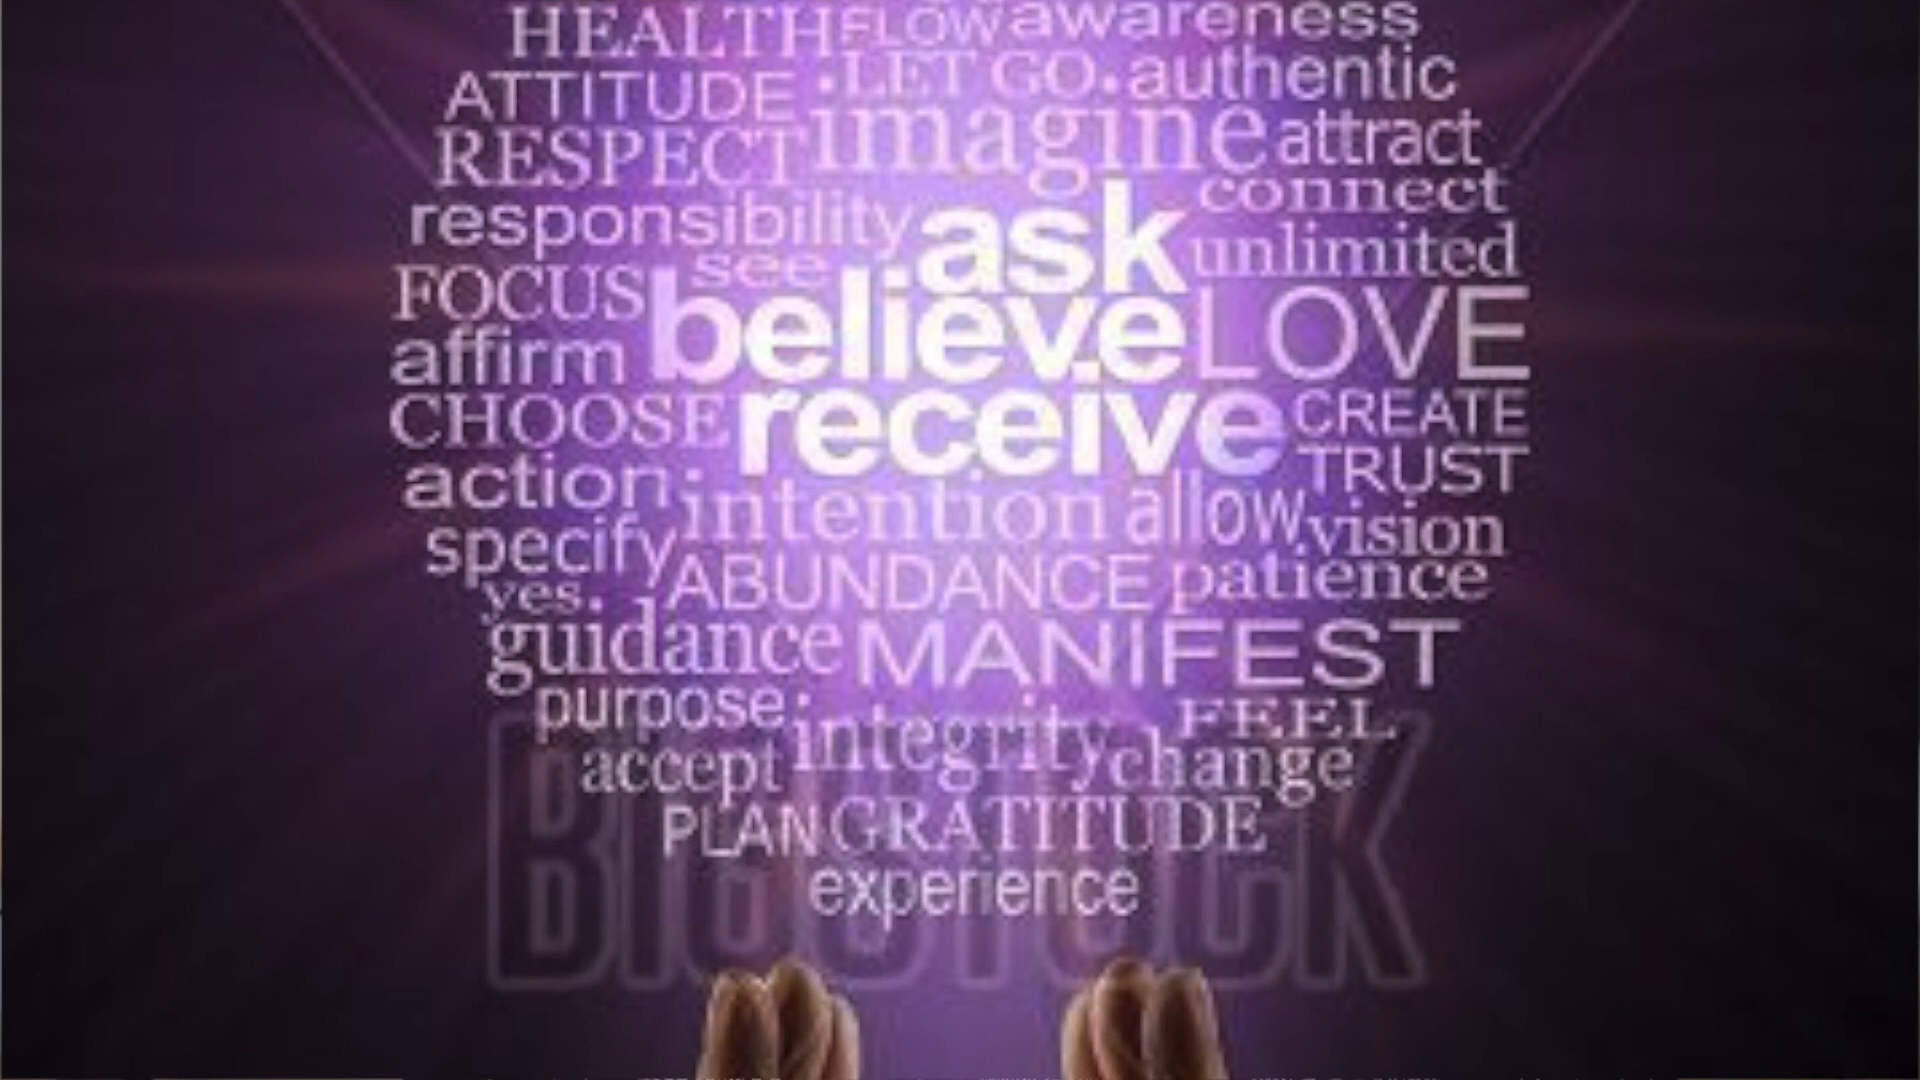 HEALTH FLOW awareness
ATTITUDE • LET GO • authentic
RESPECT imagine attract
responsibility ask connect
see unlimited
FOCUS believe LOVE
affirm
CHOOSE receive CREATE
action intention allow TRUST
specify vision
yes ABUNDANCE patience
guidance MANIFEST
purpose integrity FEEL
accept change
PLAN GRATITUDE
experience
BIGSTOCK